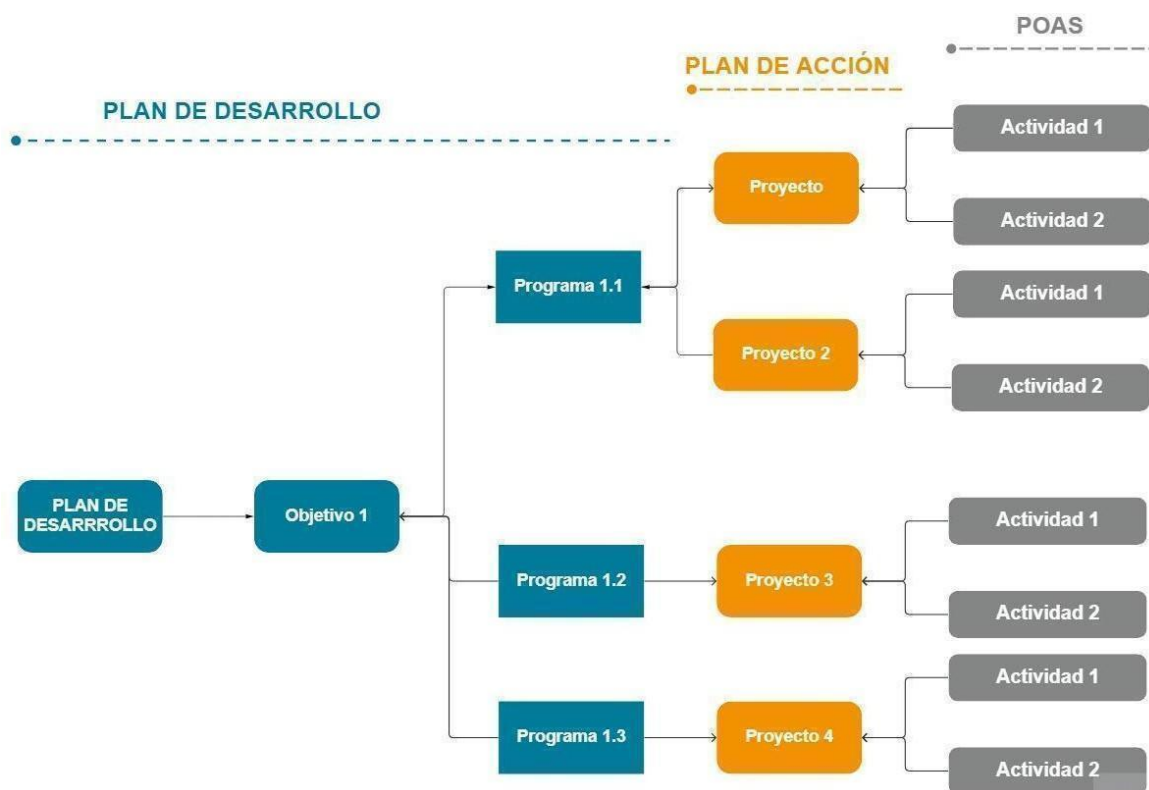 POAS
PLAN DE ACCIÓN
PLAN DE DESARROLLO
Actividad 1
Proyecto
Actividad 2
Programa 1.1
Actividad 1
Proyecto 2
Actividad 2
PLAN DE
DESARRROLLO
Objetivo 1
Actividad 1
Programa 1.2
Proyecto 3
Actividad 2
Actividad 1
Programa 1.3
Proyecto 4
Actividad 2